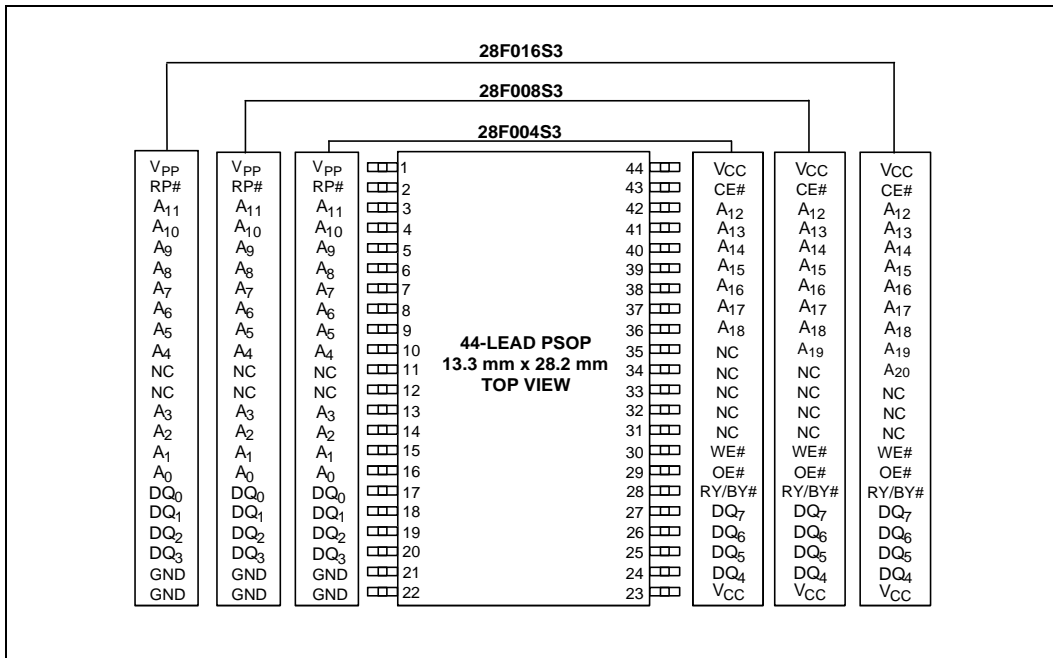 28F016S3
28F008S3
28F004S3
VPP VPP VPP 1 44 VCC VCC VCC
RP# RP# RP# 2 43 CE# CE# CE#
A11 A11 A11 3 42 A12 A12 A12
A10 A10 A10 4 41 A13 A13 A13
A9 A9 A9 5 40 A14 A14 A14
A8 A8 A8 6 39 A15 A15 A15
A7 A7 A7 7 38 A16 A16 A16
A6 A6 A6 8 37 A17 A17 A17
A5 A5 A5 9 36 A18 A18 A18
A4 A4 A4 10 44-LEAD PSOP 35 NC A19 A19
NC NC NC 11 13.3 mm x 28.2 mm 34 NC NC A20
NC NC NC 12 TOP VIEW 33 NC NC NC
A3 A3 A3 13 32 NC NC NC
A2 A2 A2 14 31 NC NC NC
A1 A1 A1 15 30 WE# WE# WE#
A0 A0 A0 16 29 OE# OE# OE#
DQ0 DQ0 DQ0 17 28 RY/BY# RY/BY# RY/BY#
DQ1 DQ1 DQ1 18 27 DQ7 DQ7 DQ7
DQ2 DQ2 DQ2 19 26 DQ6 DQ6 DQ6
DQ3 DQ3 DQ3 20 25 DQ5 DQ5 DQ5
GND GND GND 21 24 DQ4 DQ4 DQ4
GND GND GND 22 23 VCC VCC VCC